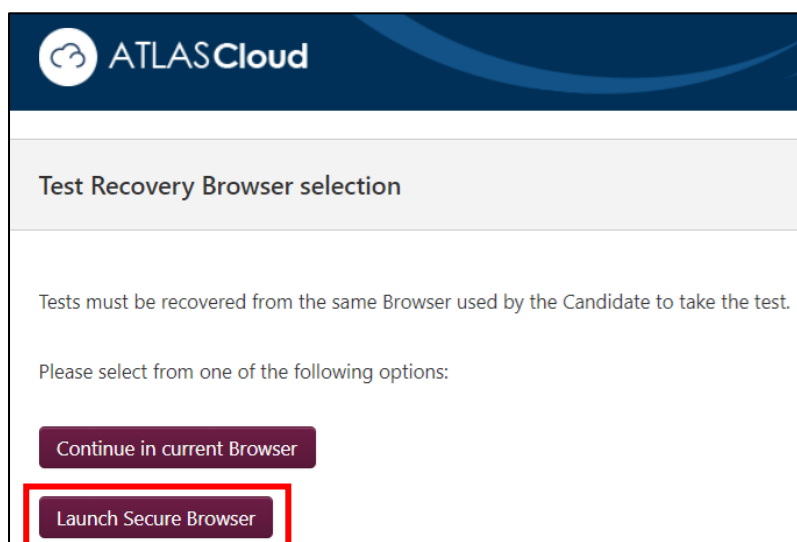 ATLASCloud
Test Recovery Browser selection
Tests must be recovered from the same Browser used by the Candidate to take the test.
Please select from one of the following options:
Continue in current Browser
Launch Secure Browser